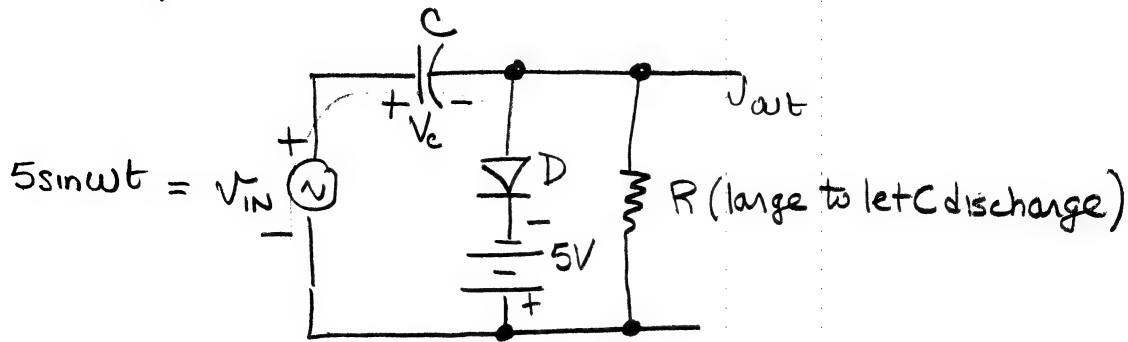 C
+ Vc -
Vout
+
5sinωt = VIN
-
D
R (large to let C discharge)
-
5V
+